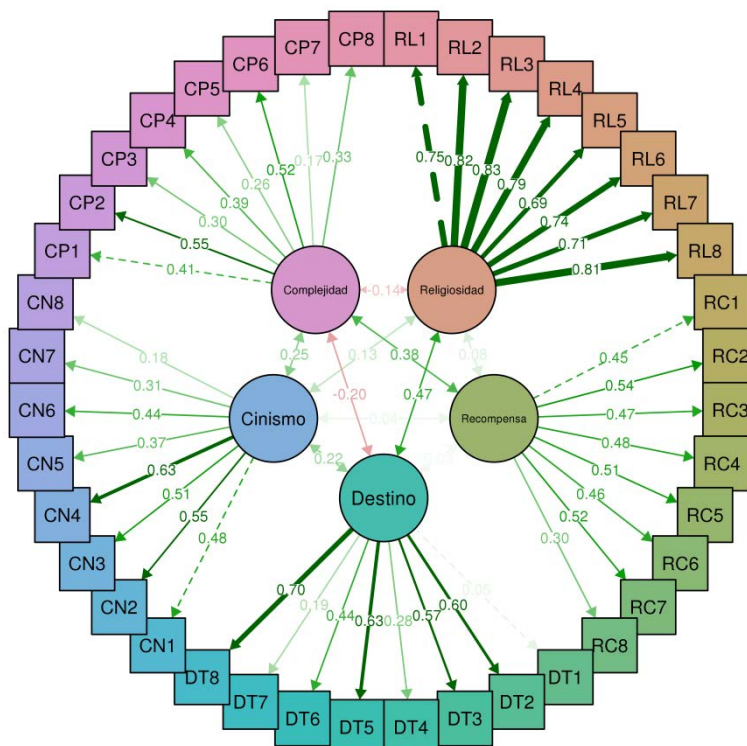 CP7 CP8 RL1 RL2
CP6 RL3
CP5 RL4
CP4 RL5
CP3 RL6
CP2 RL7
CP1 RL8
CN8 RC1
CN7 RC2
CN6 RC3
CN5 RC4
CN4 RC5
CN3 RC6
CN2 RC7
CN1 RC8
DT8 DT1
DT7 DT2
DT6 DT5 DT4 DT3
0.41
0.55
0.30
0.39
0.26
0.52
0.17
0.33
0.75
0.82
0.83
0.79
0.69
0.74
0.71
0.81
Complejidad
-0.14
Religiosidad
0.25
0.13
0.38
0.08
-0.20
0.47
Cinismo
Recompensa
0.22
Destino
0.18
0.31
0.44
0.37
0.63
0.51
0.55
0.48
0.45
0.54
0.47
0.48
0.51
0.46
0.52
0.30
0.70
0.19
0.44
0.63
0.28
0.57
0.60
0.05